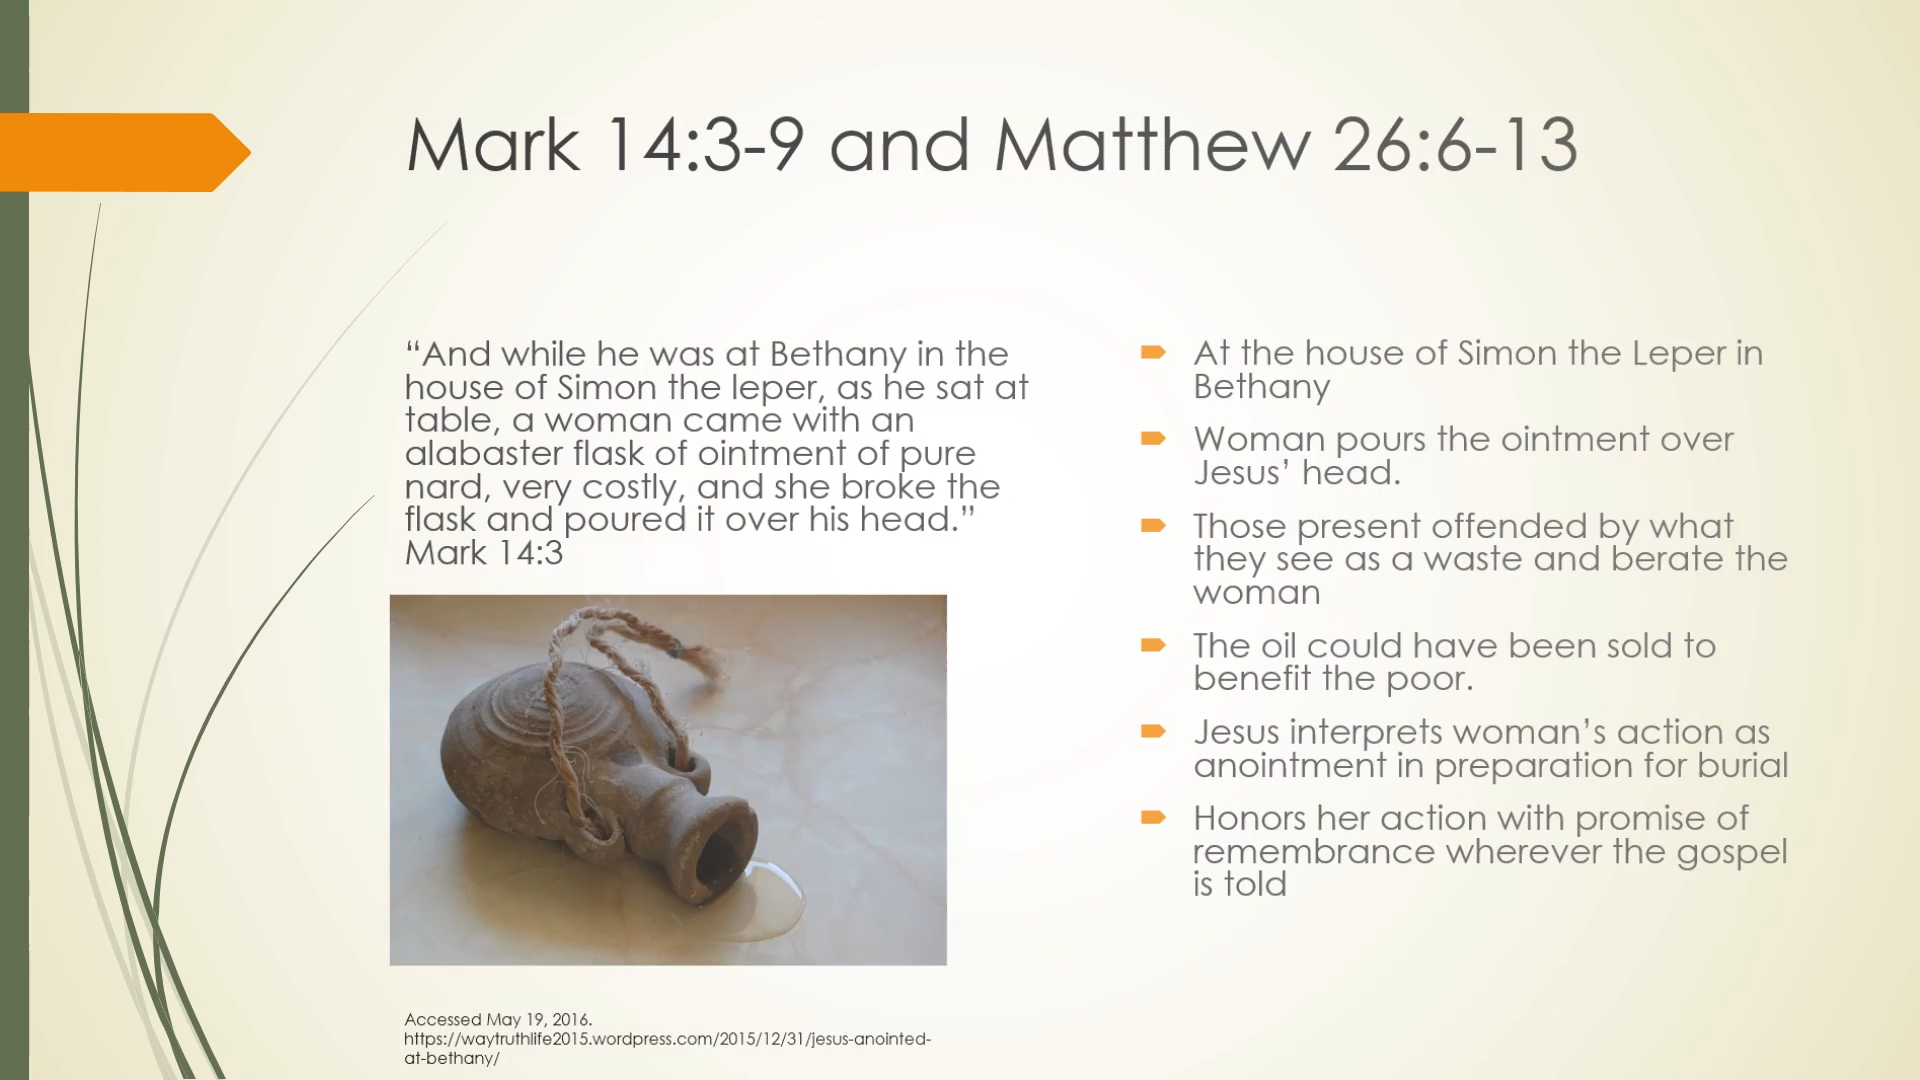 Mark 14:3-9 and Matthew 26:6-13
“And while he was at Bethany in the
house of Simon the leper, as he sat at
table, a woman came with an
alabaster flask of ointment of pure
nard, very costly, and she broke the
flask and poured it over his head.”
Mark 14:3
Accessed May 19, 2016.
https://waytruthlife2015.wordpress.com/2015/12/31/jesus-anointed-
at-bethany/
At the house of Simon the Leper in
Bethany
Woman pours the ointment over
Jesus’ head.
Those present offended by what
they see as a waste and berate the
woman
The oil could have been sold to
benefit the poor.
Jesus interprets woman’s action as
anointment in preparation for burial
Honors her action with promise of
remembrance wherever the gospel
is told